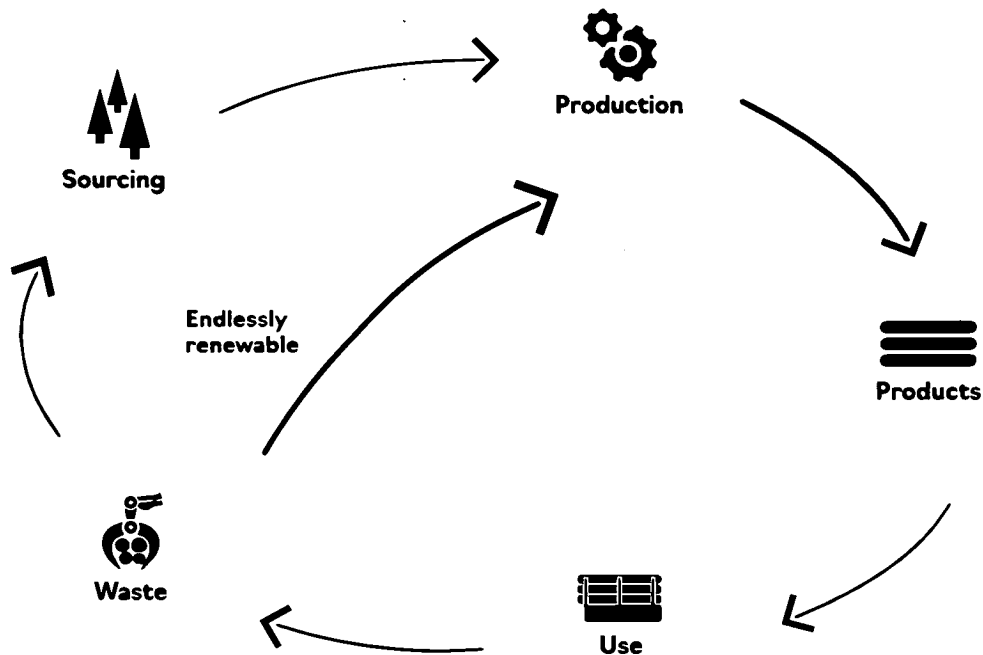 Production
Sourcing
Endlessly
renewable
Products
Waste
Use